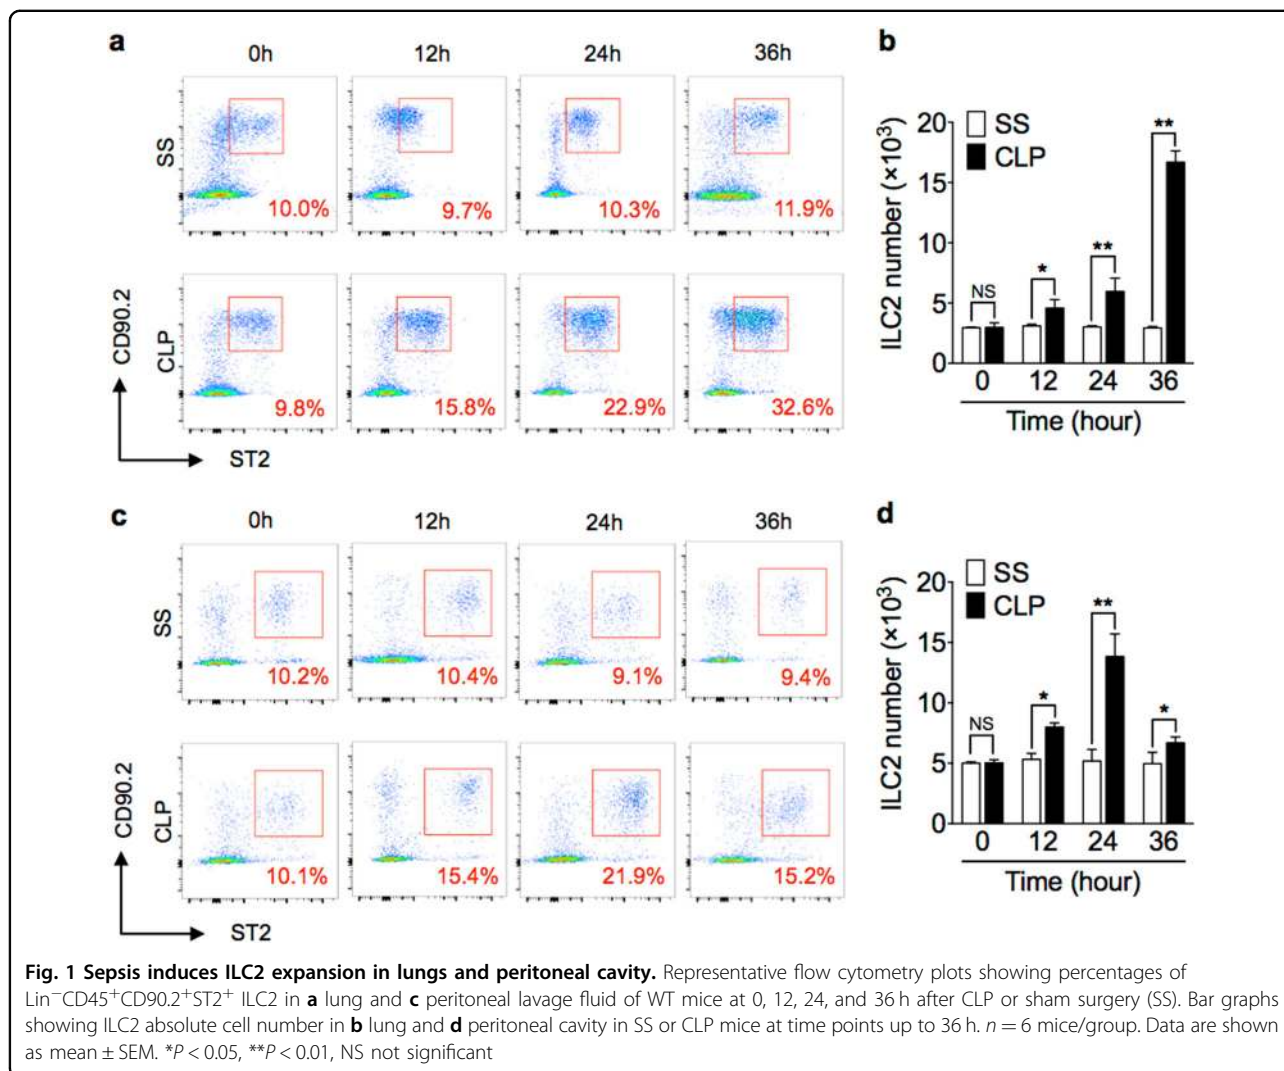 a
0h 12h 24h 36h
SS
10.0% 9.7% 10.3% 11.9%
CD90.2
CLP
9.8% 15.8% 22.9% 32.6%
ST2
b
SS
CLP
ILC2 number (×10³)
20
15
10
5
0
NS * ** **
0 12 24 36
Time (hour)
c
0h 12h 24h 36h
SS
10.2% 10.4% 9.1% 9.4%
CD90.2
CLP
10.1% 15.4% 21.9% 15.2%
ST2
d
SS
CLP
ILC2 number (×10³)
20
15
10
5
0
NS * ** *
0 12 24 36
Time (hour)
Fig. 1 Sepsis induces ILC2 expansion in lungs and peritoneal cavity. Representative flow cytometry plots showing percentages of
Lin⁻CD45⁺CD90.2⁺ST2⁺ ILC2 in a lung and c peritoneal lavage fluid of WT mice at 0, 12, 24, and 36 h after CLP or sham surgery (SS). Bar graphs
showing ILC2 absolute cell number in b lung and d peritoneal cavity in SS or CLP mice at time points up to 36 h. n = 6 mice/group. Data are shown
as mean ± SEM. *P < 0.05, **P < 0.01, NS not significant